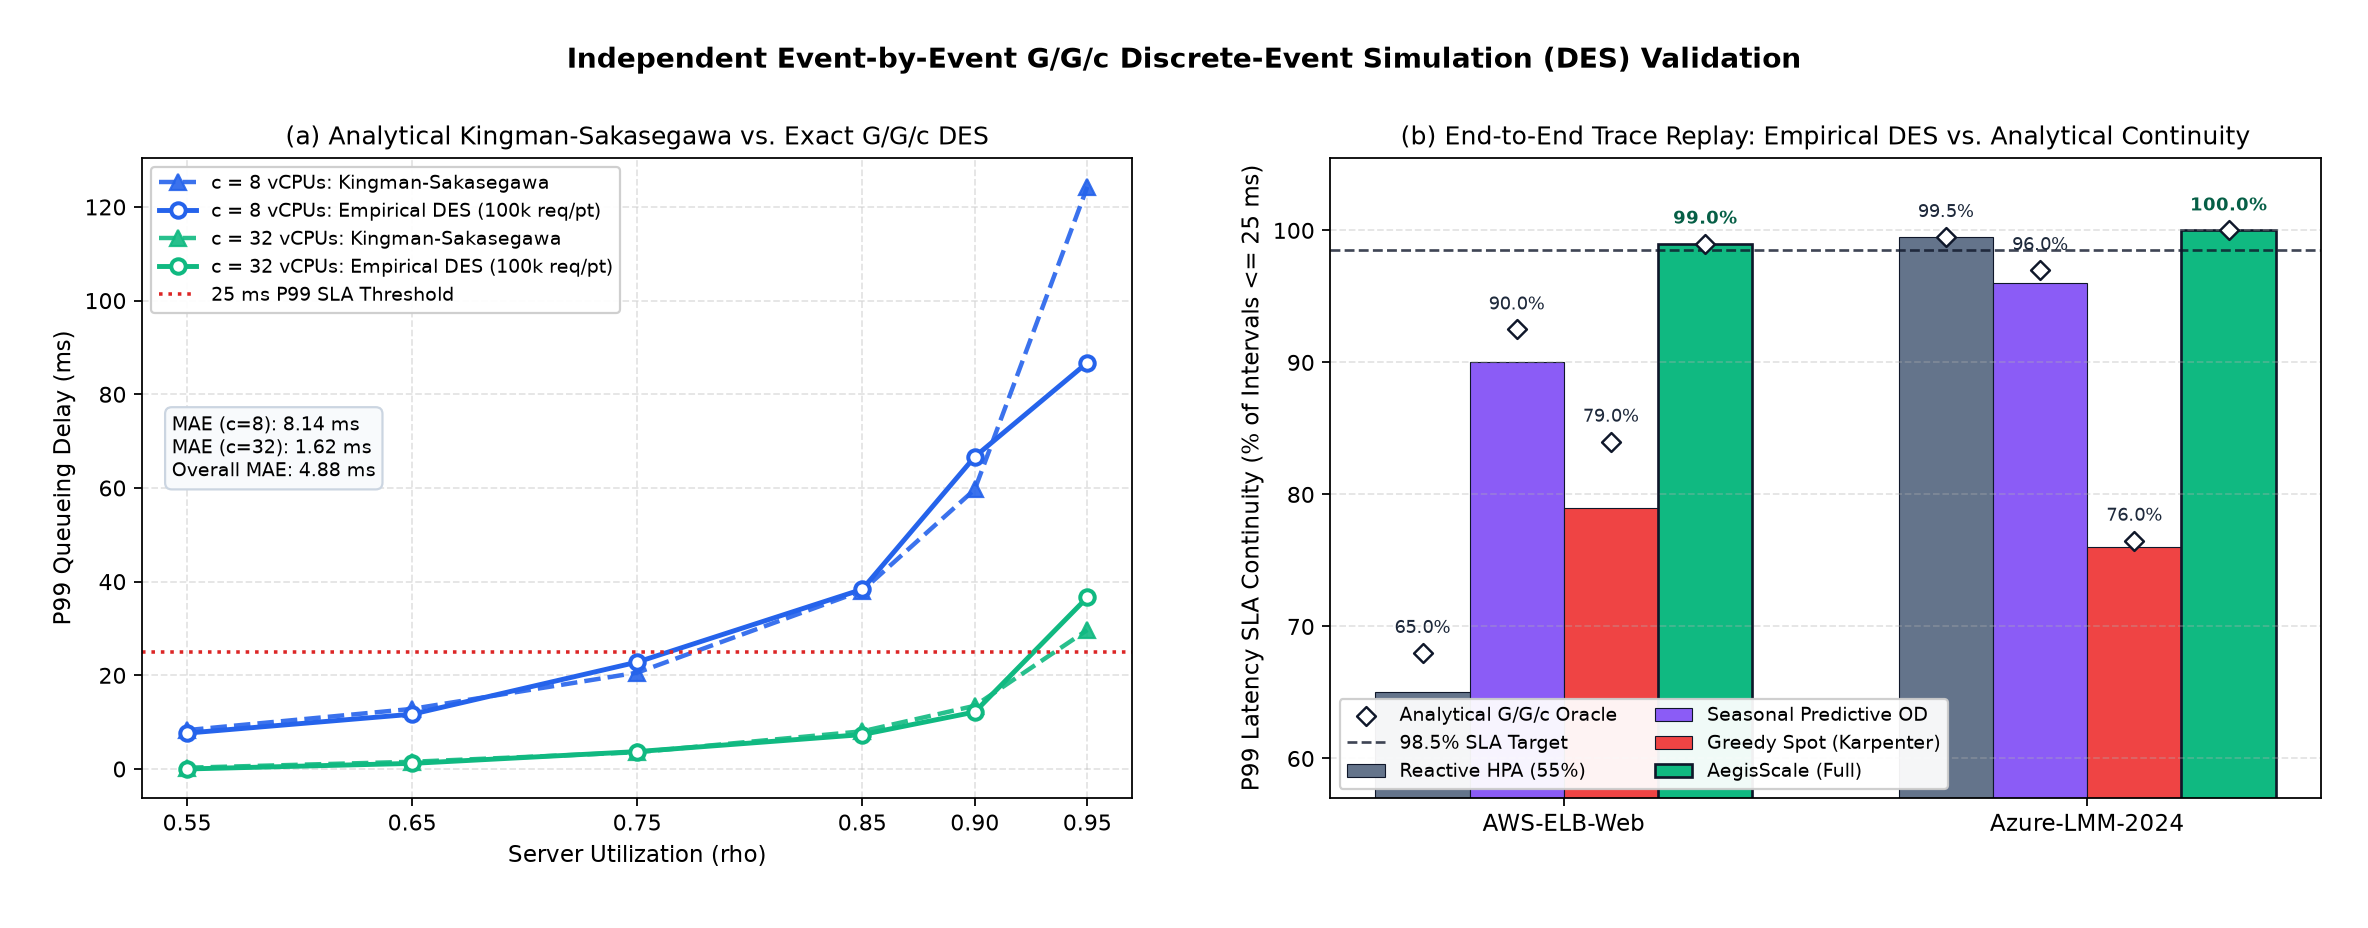 Independent Event-by-Event G/G/c Discrete-Event Simulation (DES) Validation
(a) Analytical Kingman-Sakasegawa vs. Exact G/G/c DES
c = 8 vCPUs: Kingman-Sakasegawa
c = 8 vCPUs: Empirical DES (100k req/pt)
c = 32 vCPUs: Kingman-Sakasegawa
c = 32 vCPUs: Empirical DES (100k req/pt)
25 ms P99 SLA Threshold
MAE (c=8): 8.14 ms
MAE (c=32): 1.62 ms
Overall MAE: 4.88 ms
P99 Queueing Delay (ms)
120
100
80
60
40
20
0
0.55 0.65 0.75 0.85 0.90 0.95
Server Utilization (rho)
(b) End-to-End Trace Replay: Empirical DES vs. Analytical Continuity
P99 Latency SLA Continuity (% of Intervals <= 25 ms)
100
90
80
70
60
65.0%
90.0%
79.0%
99.0%
99.5%
96.0%
76.0%
100.0%
Analytical G/G/c Oracle
98.5% SLA Target
Reactive HPA (55%)
Seasonal Predictive OD
Greedy Spot (Karpenter)
AegisScale (Full)
AWS-ELB-Web
Azure-LMM-2024